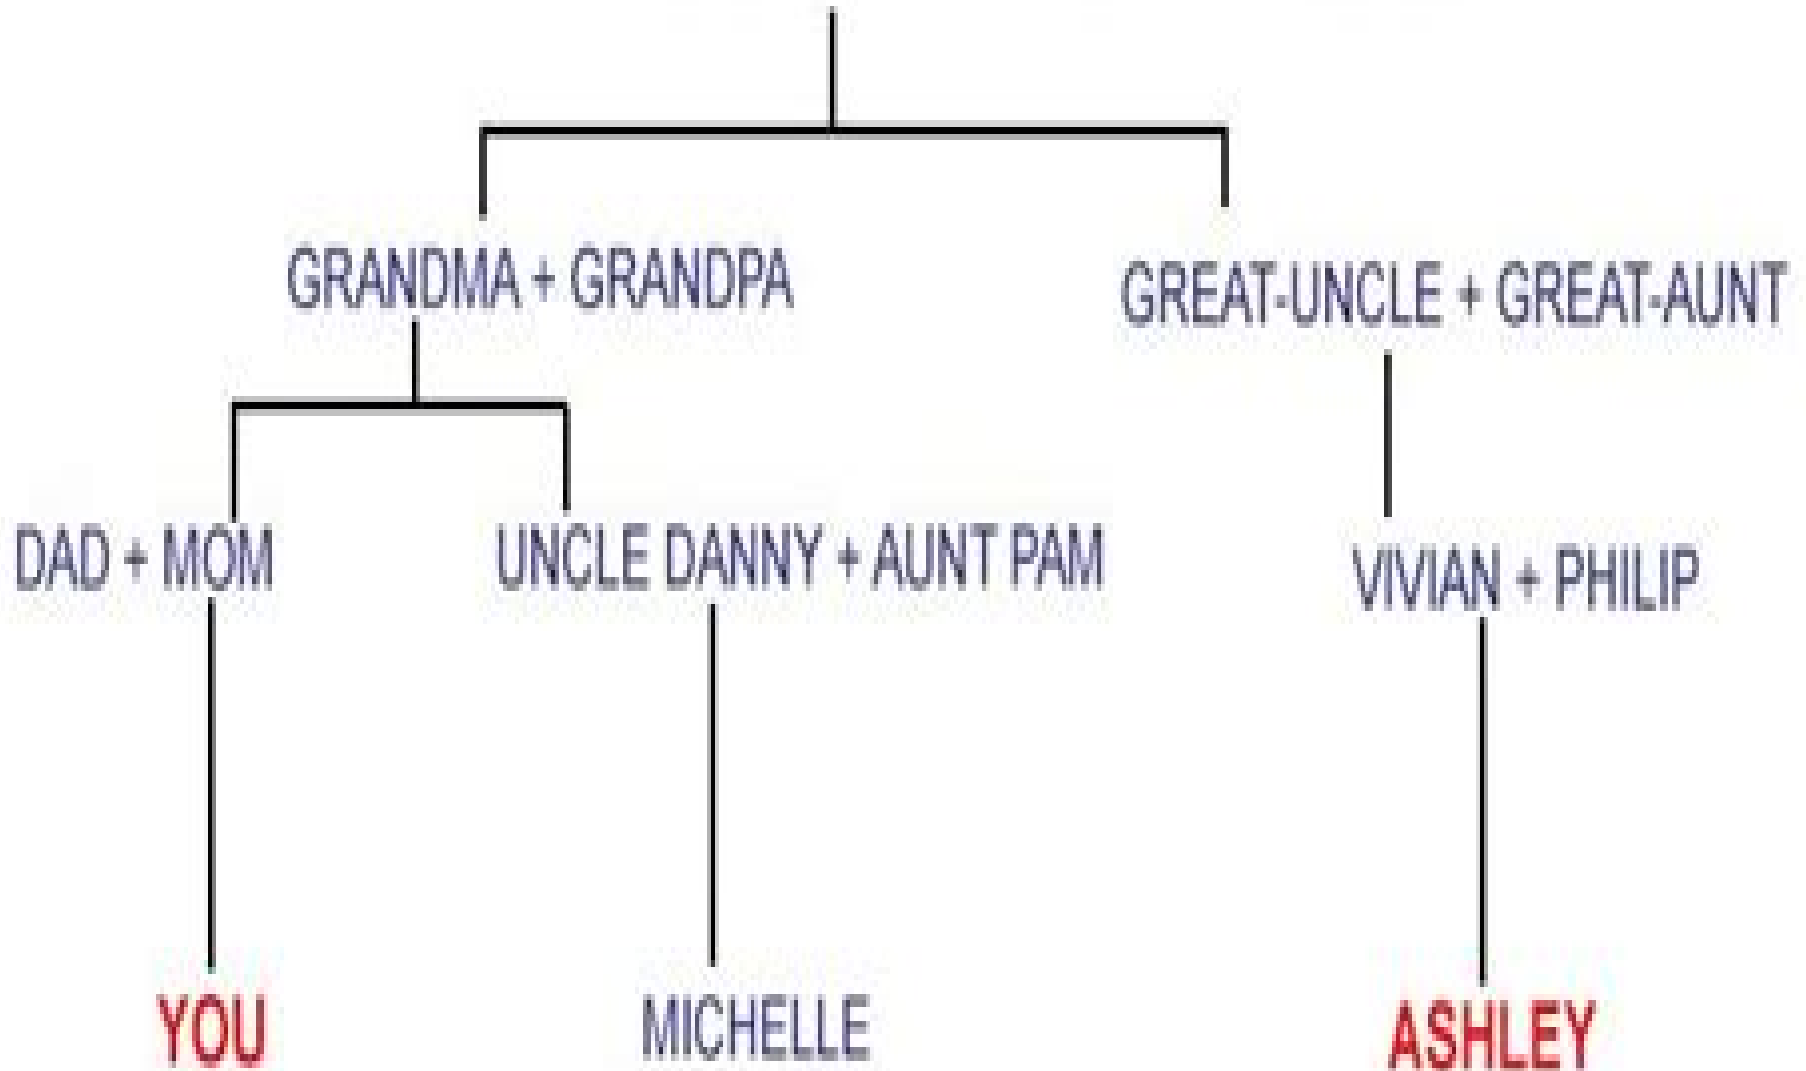 GRANDMA + GRANDPA
GREAT-UNCLE + GREAT-AUNT
DAD + MOM
UNCLE DANNY + AUNT PAM
VIVIAN + PHILIP
YOU
MICHELLE
ASHLEY